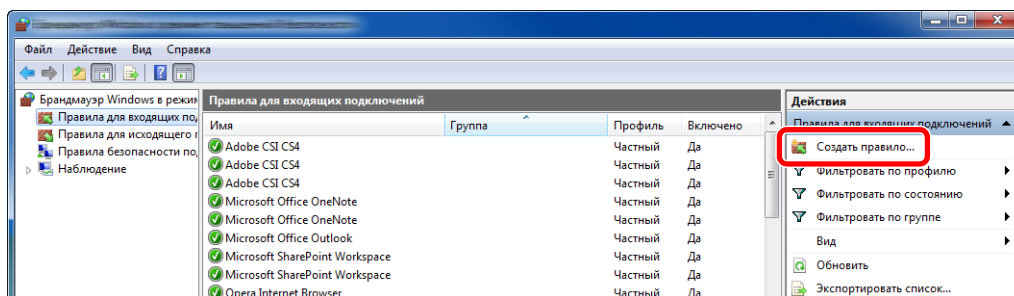 Файл Действие Вид Справка
Брандмауэр Windows в режим
Правила для входящих по
Правила для исходящего
Правила безопасности по
Наблюдение
Правила для входящих подключений
Имя Группа Профиль Включено
Adobe CSI CS4 Частный Да
Adobe CSI CS4 Частный Да
Adobe CSI CS4 Частный Да
Microsoft Office OneNote Частный Да
Microsoft Office OneNote Частный Да
Microsoft Office Outlook Частный Да
Microsoft SharePoint Workspace Частный Да
Microsoft SharePoint Workspace Частный Да
Opera Internet Browser Частный Да
Действия
Правила для входящих подключений
Создать правило...
Фильтровать по профилю
Фильтровать по состоянию
Фильтровать по группе
Вид
Обновить
Экспортировать список...